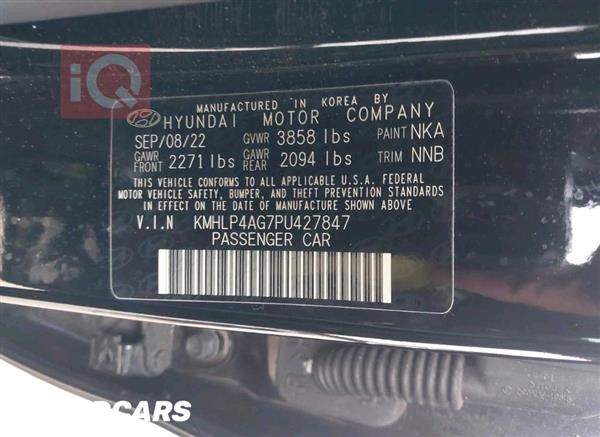 iQ
MANUFACTURED IN KOREA BY
HYUNDAI MOTOR COMPANY
SEP/08/22 GVWR 3858 lbs PAINT NKA
GAWR FRONT 2271 lbs GAWR REAR 2094 lbs TRIM NNB
THIS VEHICLE CONFORMS TO ALL APPLICABLE U.S.A. FEDERAL
MOTOR VEHICLE SAFETY, BUMPER, AND THEFT PREVENTION STANDARDS
IN EFFECT ON THE DATE OF MANUFACTURE SHOWN ABOVE.
V.I.N KMHLP4AG7PU427847
PASSENGER CAR
CARS